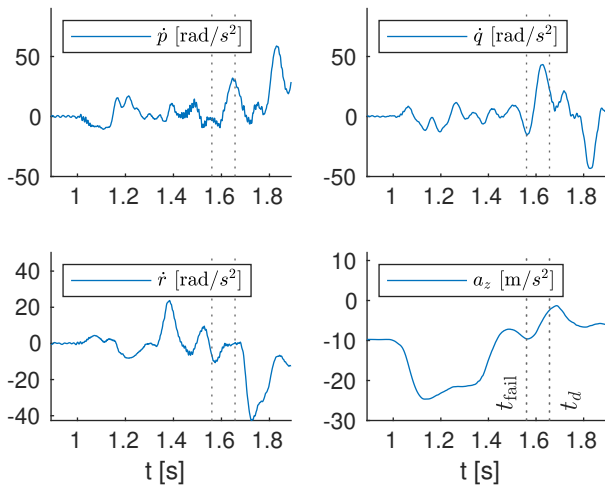 50
0
-50
1 1.2 1.4 1.6 1.8
ṗ [rad/s²]
50
0
-50
1 1.2 1.4 1.6 1.8
q̇ [rad/s²]
40
20
0
-20
-40
1 1.2 1.4 1.6 1.8
t [s]
ṙ [rad/s²]
10
0
-10
-20
-30
1 1.2 1.4 1.6 1.8
t [s]
a_z [m/s²]
t_fail
t_d